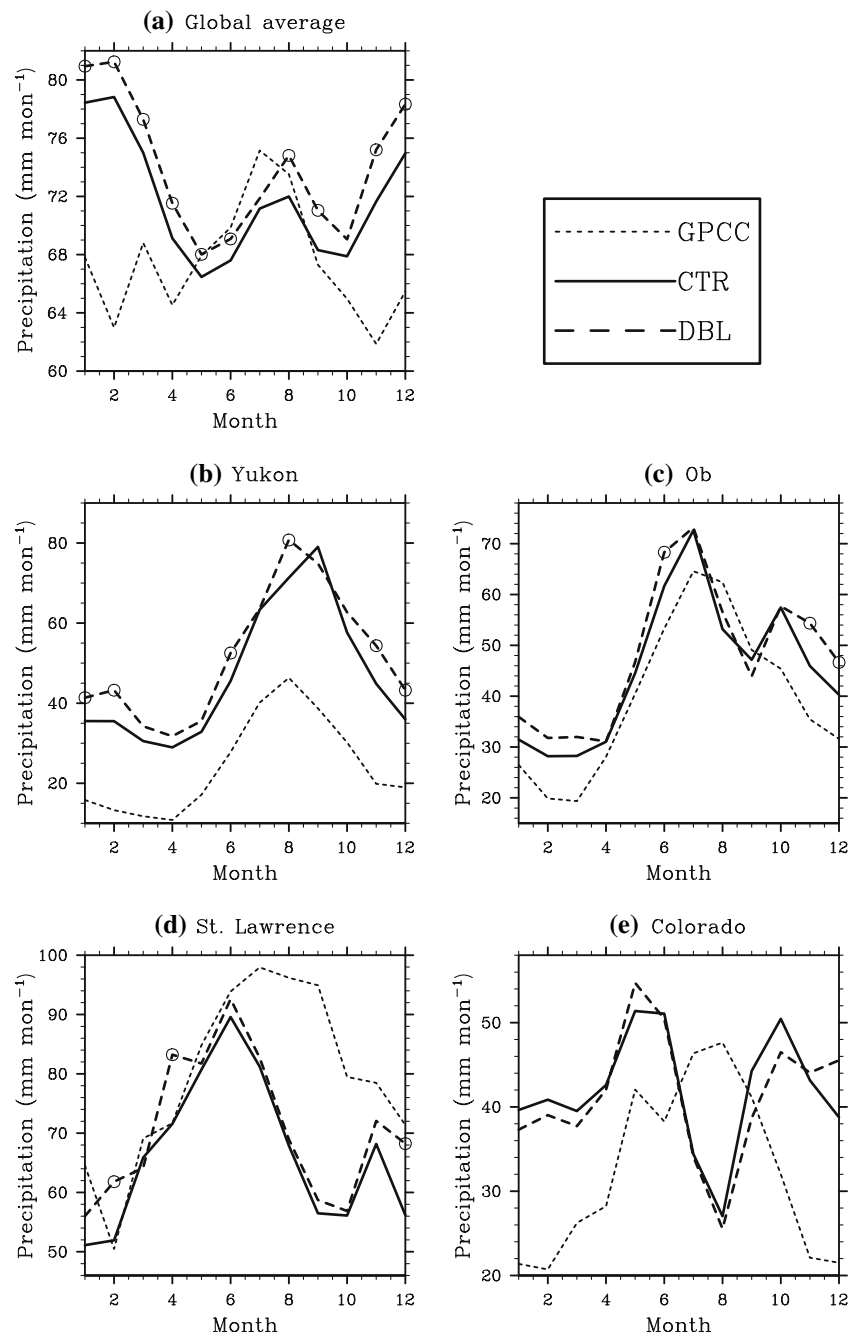 (a) Global average
Precipitation (mm mon⁻¹)
80
76
72
68
64
60
2 4 6 8 10 12
Month
GPCC
CTR
DBL
(b) Yukon
Precipitation (mm mon⁻¹)
80
60
40
20
2 4 6 8 10 12
Month
(c) Ob
Precipitation (mm mon⁻¹)
70
60
50
40
30
20
2 4 6 8 10 12
Month
(d) St. Lawrence
Precipitation (mm mon⁻¹)
100
90
80
70
60
50
2 4 6 8 10 12
Month
(e) Colorado
Precipitation (mm mon⁻¹)
50
40
30
20
2 4 6 8 10 12
Month